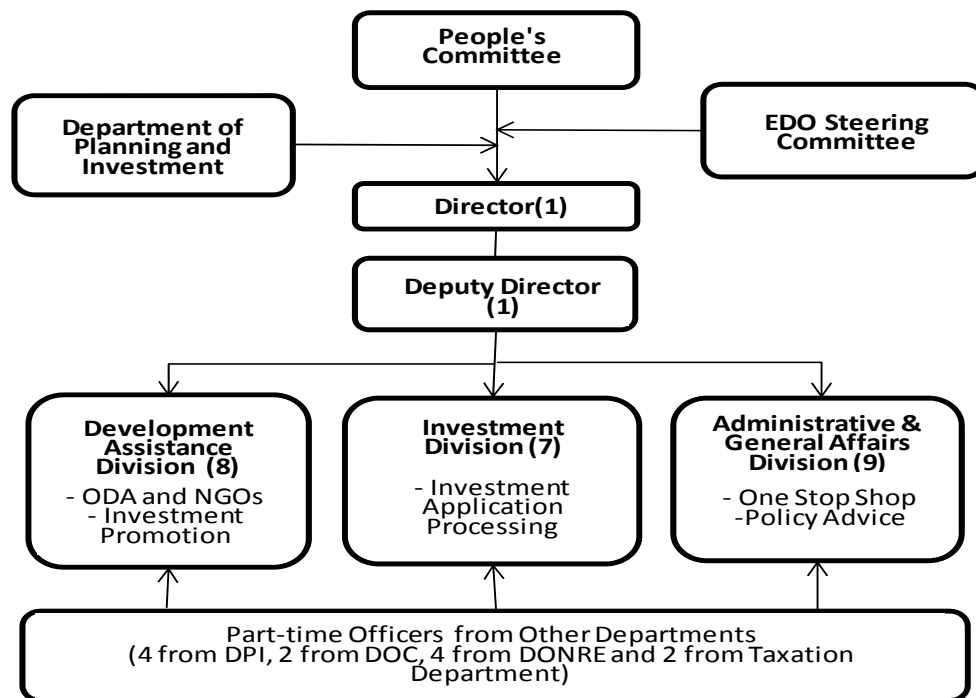 People's
Committee
Department of
Planning and
Investment
EDO Steering
Committee
Director(1)
Deputy Director
(1)
Development
Assistance
Division (8)
- ODA and NGOs
- Investment
Promotion
Investment
Division (7)
- Investment
Application
Processing
Administrative &
General Affairs
Division (9)
- One Stop Shop
-Policy Advice
Part-time Officers from Other Departments
(4 from DPI, 2 from DOC, 4 from DONRE and 2 from Taxation
Department)